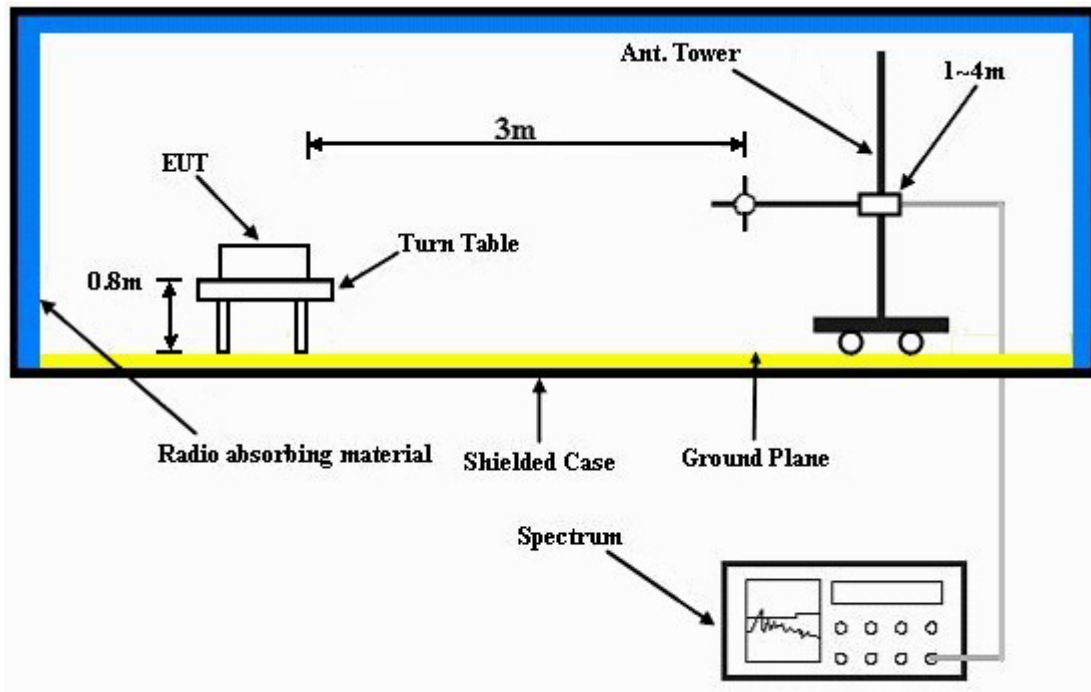 Ant. Tower
1~4m
3m
EUT
Turn Table
0.8m
Radio absorbing material
Shielded Case
Ground Plane
Spectrum